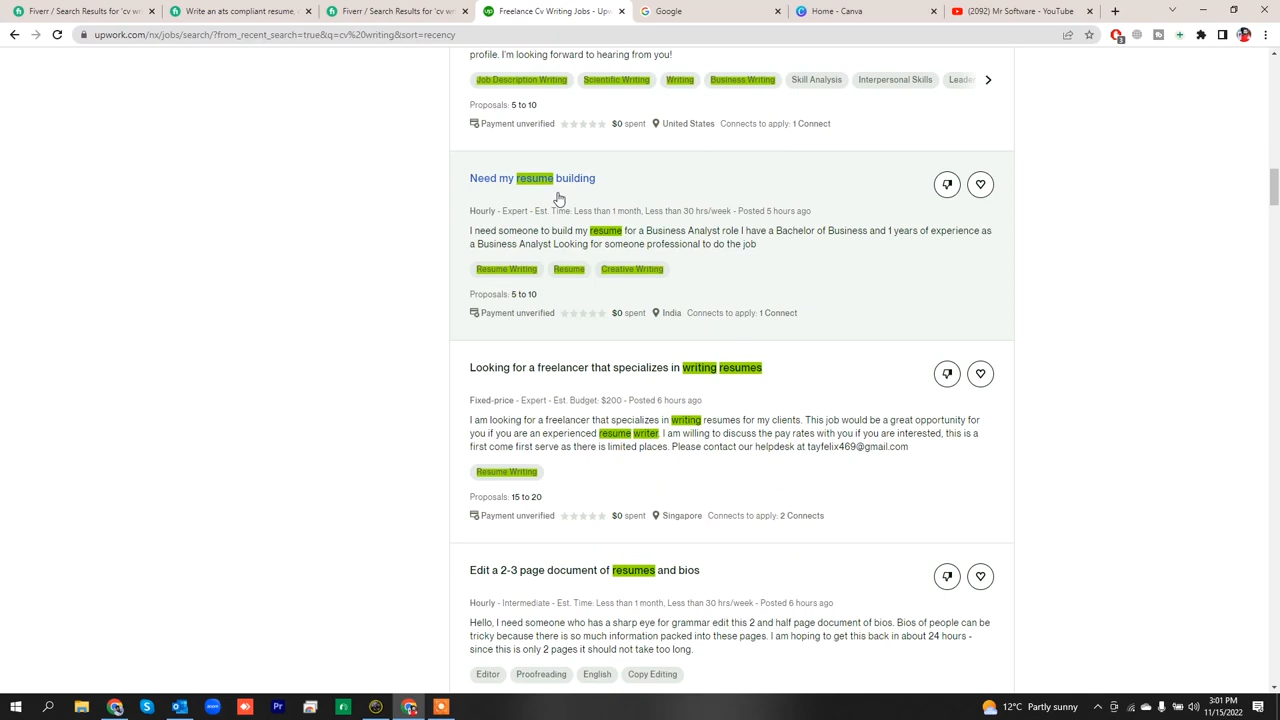 Fiverr / Search Results for 'cv wr
Write an ats compliant resume,
Fiverr / Search Results for 'cv wr
Freelance Cv Writing Jobs - Upw
Google
Home - Canva
(2092) Mr Software - YouTube
upwork.com/nx/jobs/search/?from_recent_search=true&q=cv%20writing&sort=recency
3
profile. I'm looking forward to hearing from you!
Job Description Writing
Scientific Writing
Writing
Business Writing
Skill Analysis
Interpersonal Skills
Leader
Proposals: 5 to 10
Payment unverified $0 spent United States Connects to apply: 1 Connect
Need my resume building
Hourly - Expert - Est. Time: Less than 1 month, Less than 30 hrs/week - Posted 5 hours ago
I need someone to build my resume for a Business Analyst role I have a Bachelor of Business and 1 years of experience as
a Business Analyst Looking for someone professional to do the job
Resume Writing
Resume
Creative Writing
Proposals: 5 to 10
Payment unverified $0 spent India Connects to apply: 1 Connect
Looking for a freelancer that specializes in writing resumes
Fixed-price - Expert - Est. Budget: $200 - Posted 6 hours ago
I am looking for a freelancer that specializes in writing resumes for my clients. This job would be a great opportunity for
you if you are an experienced resume writer. I am willing to discuss the pay rates with you if you are interested, this is a
first come first serve as there is limited places. Please contact our helpdesk at tayfelix469@gmail.com
Resume Writing
Proposals: 15 to 20
Payment unverified $0 spent Singapore Connects to apply: 2 Connects
Edit a 2-3 page document of resumes and bios
Hourly - Intermediate - Est. Time: Less than 1 month, Less than 30 hrs/week - Posted 6 hours ago
Hello, I need someone who has a sharp eye for grammar edit this 2 and half page document of bios. Bios of people can be
tricky because there is so much information packed into these pages. I am hoping to get this back in about 24 hours -
since this is only 2 pages it should not take too long.
Editor
Proofreading
English
Copy Editing
12°C Partly sunny
3:01 PM
11/15/2022